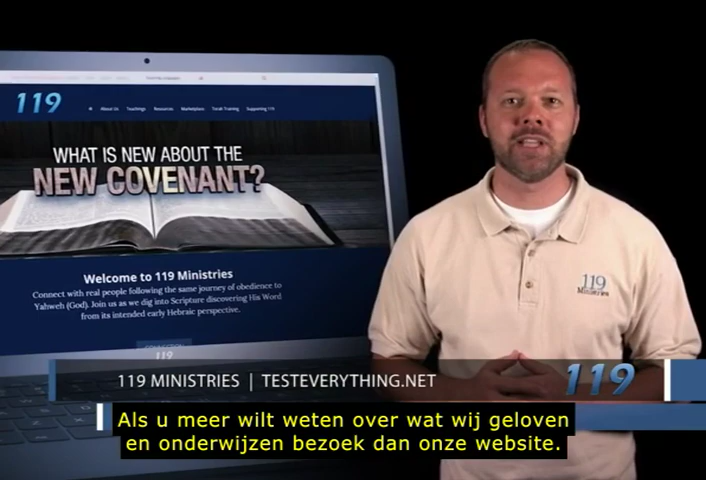 119
About Us Teachings Resources Marketplace Torah Training Supporting 119
WHAT IS NEW ABOUT THE
NEW COVENANT?
Welcome to 119 Ministries
Connect with real people following the same journey of obedience to
Yahweh (God). Join us as we dig into Scripture discovering His Word
from its intended early Hebraic perspective.
119
119
Ministries
119 MINISTRIES | TESTEVERYTHING.NET
119
Als u meer wilt weten over wat wij geloven
en onderwijzen bezoek dan onze website.